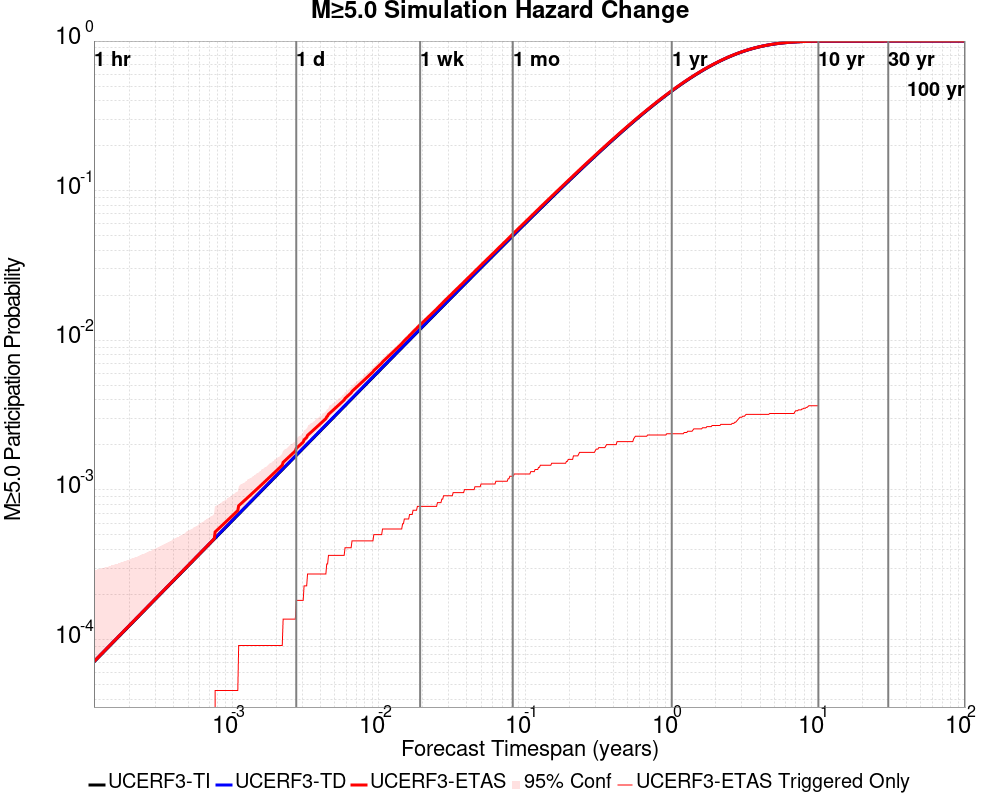 M≥5.0 Simulation Hazard Change
10^0
1 hr
1 d
1 wk
1 mo
1 yr
10 yr
30 yr
100 yr
10^-1
10^-2
10^-3
10^-4
M≥5.0 Participation Probability
10^-3
10^-2
10^-1
10^0
10^1
10^2
Forecast Timespan (years)
UCERF3-TI UCERF3-TD UCERF3-ETAS 95% Conf UCERF3-ETAS Triggered Only